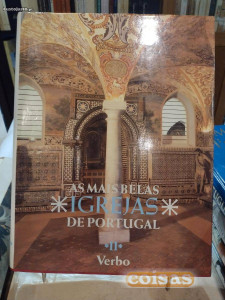 AS MAIS BELAS
*IGREJAS*
DE PORTUGAL
·II·
Verbo
coisas